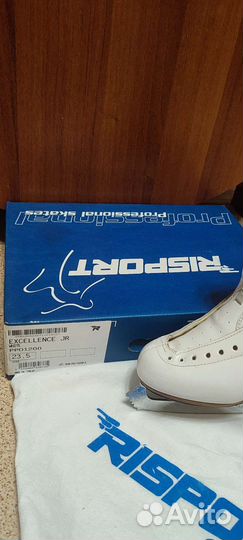 Professional skates
RISPORT
EXCELLENCE JR
23.5
RISPORT
Avito